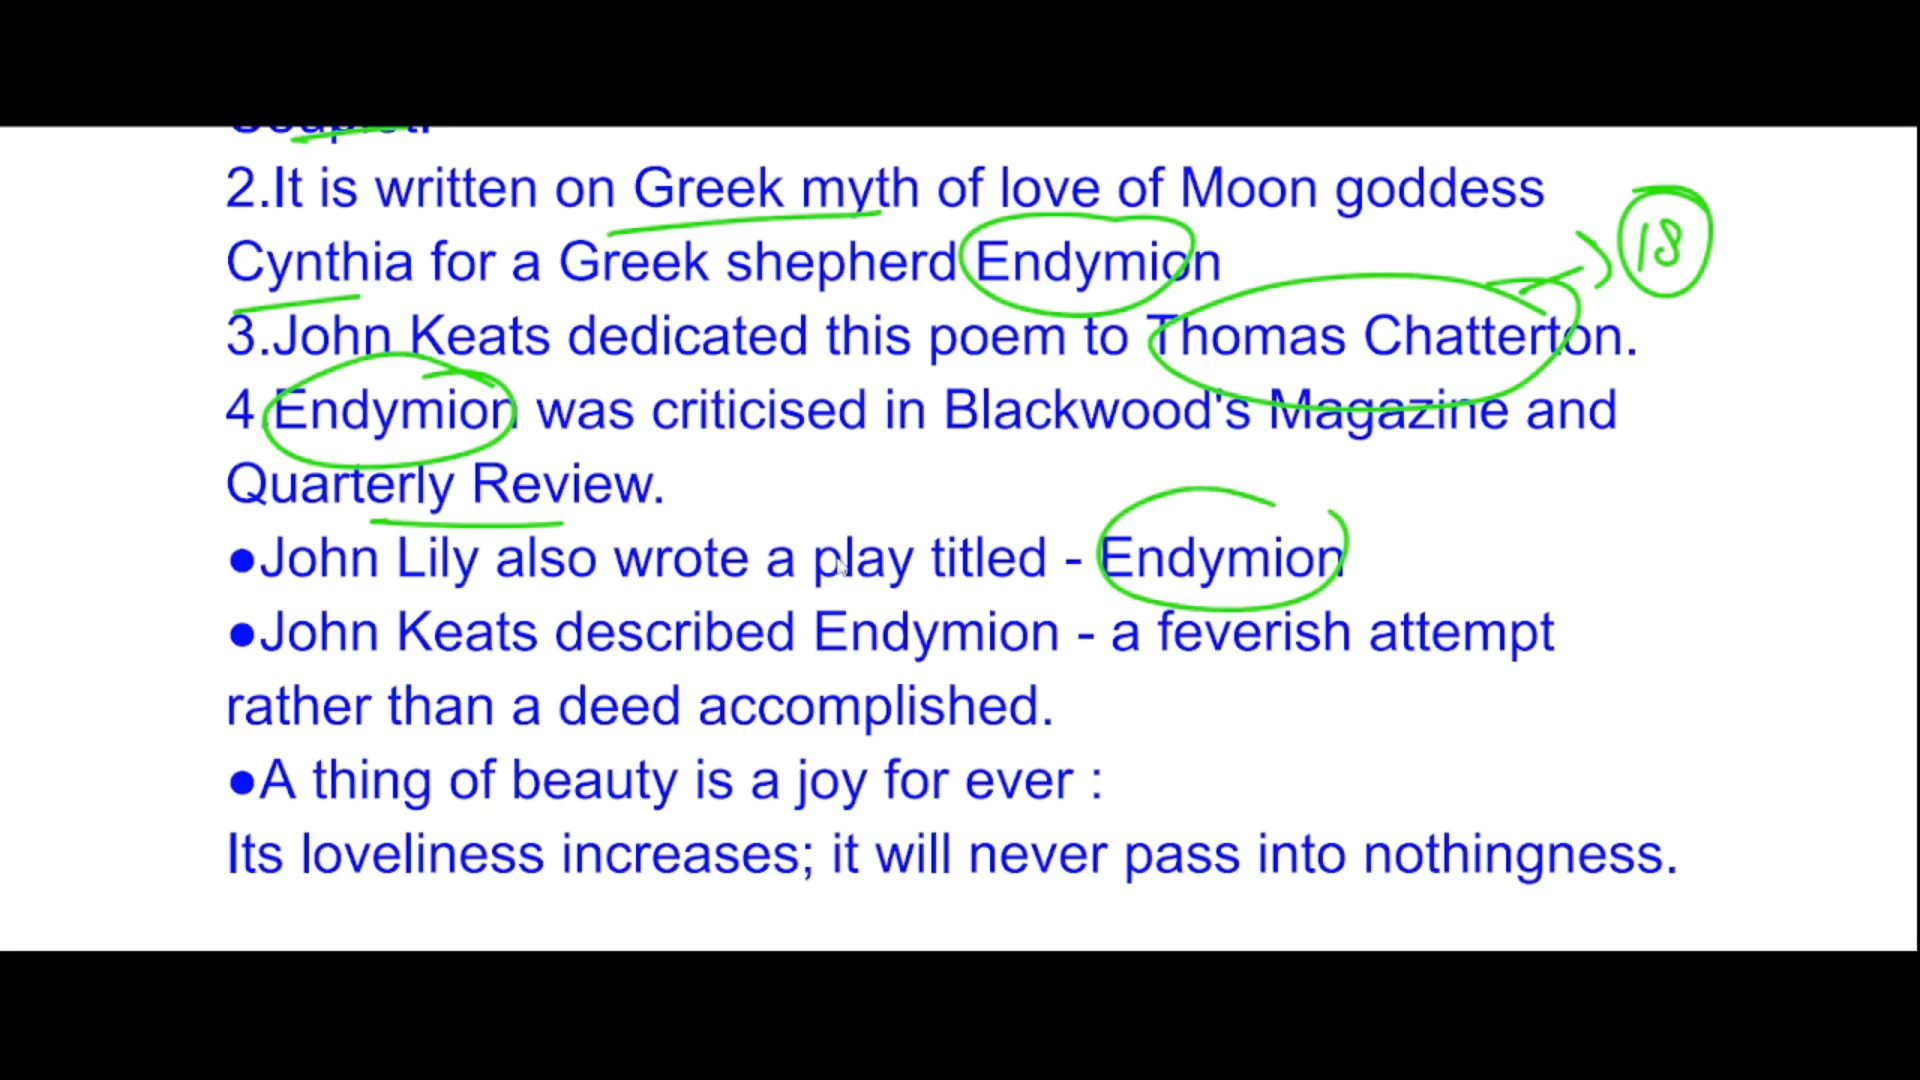 2.It is written on Greek myth of love of Moon goddess
Cynthia for a Greek shepherd Endymion
18
3.John Keats dedicated this poem to Thomas Chatterton.
4.Endymion was criticised in Blackwood's Magazine and
Quarterly Review.
●John Lily also wrote a play titled - Endymion
●John Keats described Endymion - a feverish attempt
rather than a deed accomplished.
●A thing of beauty is a joy for ever :
Its loveliness increases; it will never pass into nothingness.